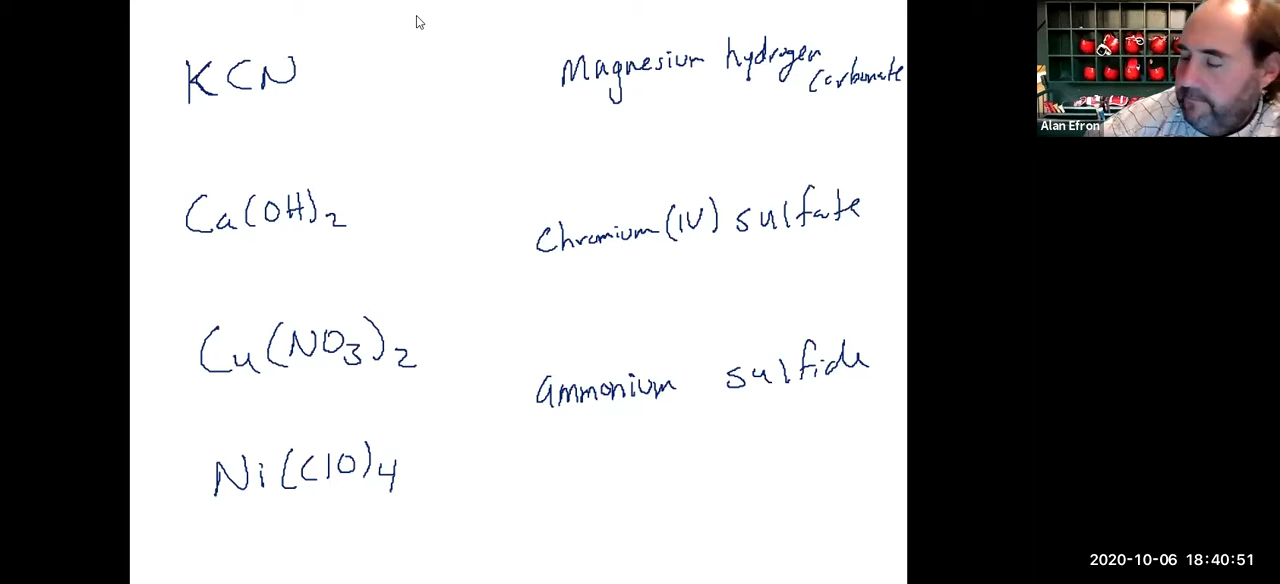 KCN
Magnesium hydrogen
carbonate
Ca(OH)2
Chromium (IV) sulfate
Cu(NO3)2
ammonium sulfide
Ni(ClO)4
Alan Efron
2020-10-06 18:40:51